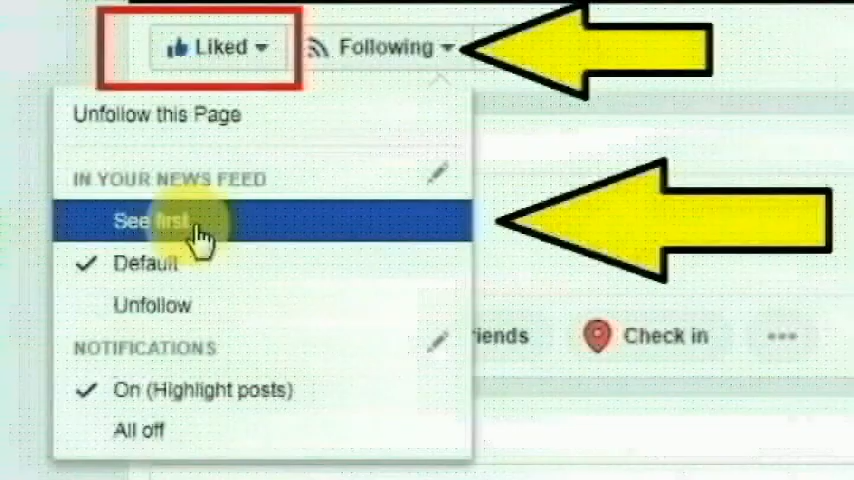 Liked Following
Unfollow this Page
IN YOUR NEWS FEED
See first
Default
Unfollow
riends Check in
NOTIFICATIONS
On (Highlight posts)
All off